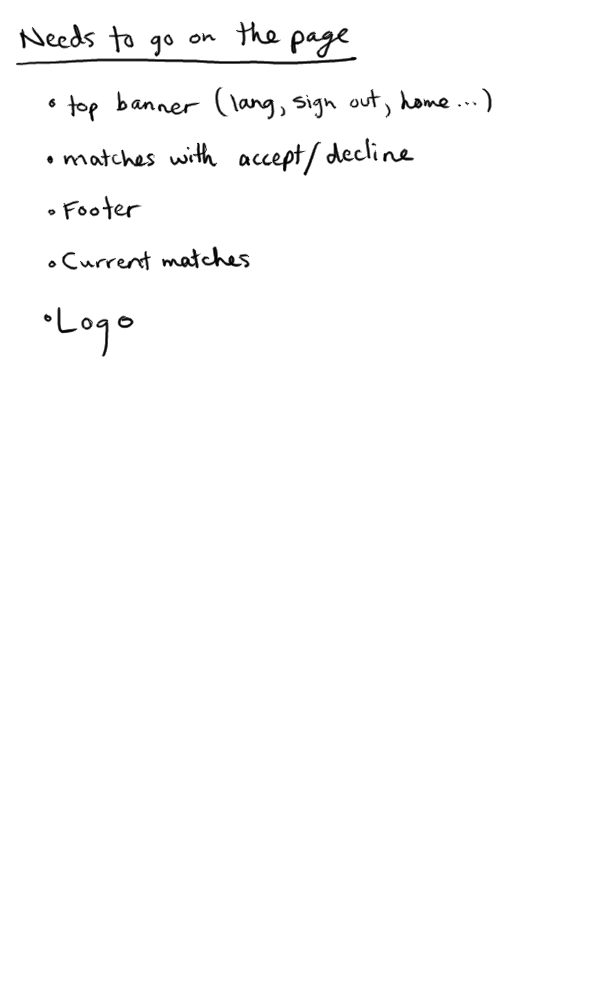 Needs to go on the page
• top banner (lang, sign out, home...)
• matches with accept/decline
• Footer
• Current matches
• Logo